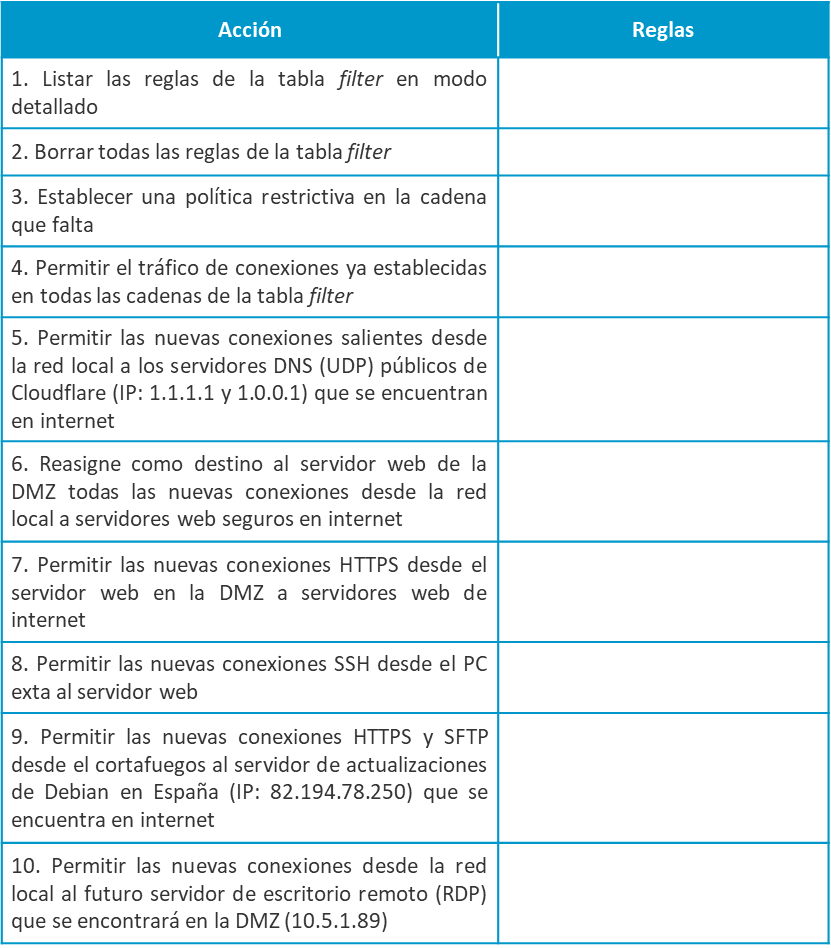 Acción
Reglas
1. Listar las reglas de la tabla filter en modo
detallado
2. Borrar todas las reglas de la tabla filter
3. Establecer una política restrictiva en la cadena
que falta
4. Permitir el tráfico de conexiones ya establecidas
en todas las cadenas de la tabla filter
5. Permitir las nuevas conexiones salientes desde
la red local a los servidores DNS (UDP) públicos de
Cloudflare (IP: 1.1.1.1 y 1.0.0.1) que se encuentran
en internet
6. Reasigne como destino al servidor web de la
DMZ todas las nuevas conexiones desde la red
local a servidores web seguros en internet
7. Permitir las nuevas conexiones HTTPS desde el
servidor web en la DMZ a servidores web de
internet
8. Permitir las nuevas conexiones SSH desde el PC
exta al servidor web
9. Permitir las nuevas conexiones HTTPS y SFTP
desde el cortafuegos al servidor de actualizaciones
de Debian en España (IP: 82.194.78.250) que se
encuentra en internet
10. Permitir las nuevas conexiones desde la red
local al futuro servidor de escritorio remoto (RDP)
que se encontrará en la DMZ (10.5.1.89)